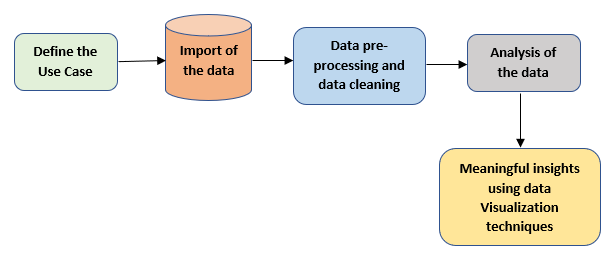 Define the
Use Case
Import of
the data
Data pre-
processing and
data cleaning
Analysis of
the data
Meaningful insights
using data
Visualization
techniques